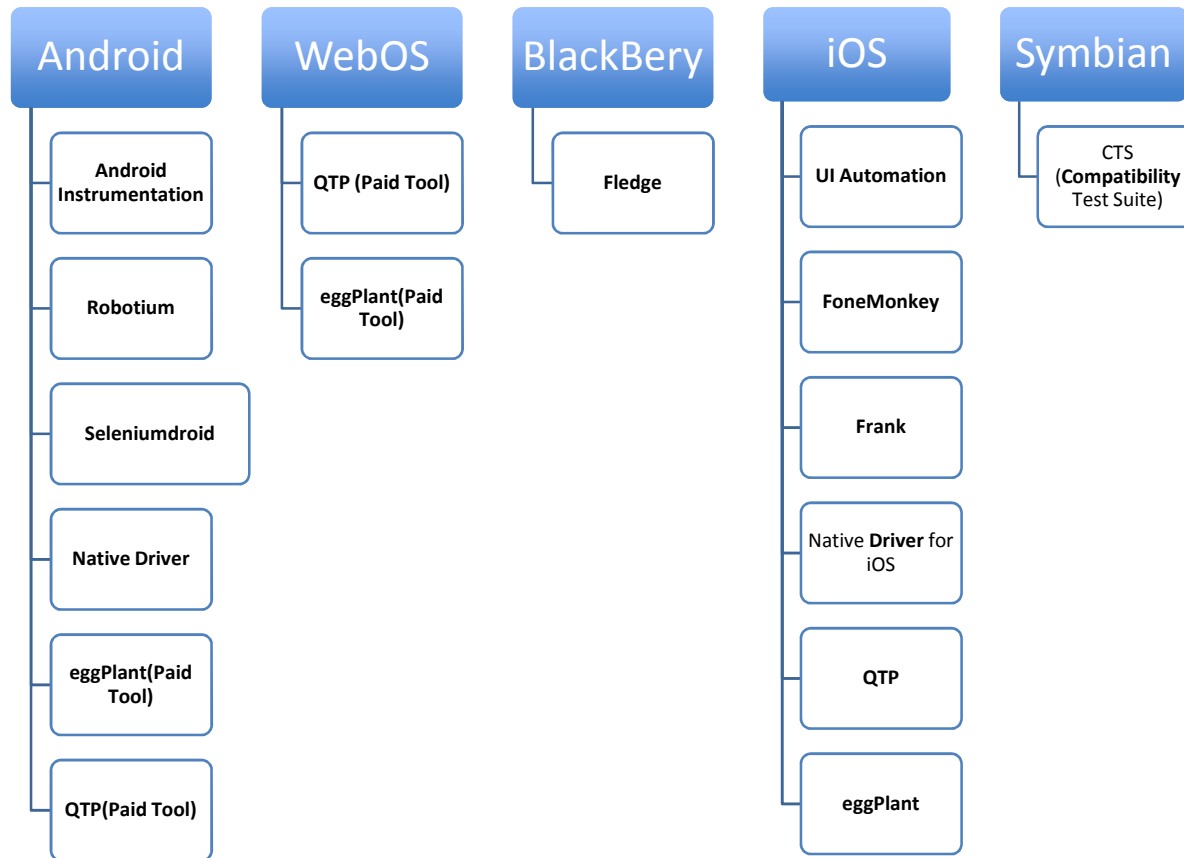 Android
Android
Instrumentation
Robotium
Seleniumdroid
Native Driver
eggPlant(Paid
Tool)
QTP(Paid Tool)
WebOS
QTP (Paid Tool)
eggPlant(Paid
Tool)
BlackBery
Fledge
iOS
UI Automation
FoneMonkey
Frank
Native Driver for
iOS
QTP
eggPlant
Symbian
CTS
(Compatibility
Test Suite)